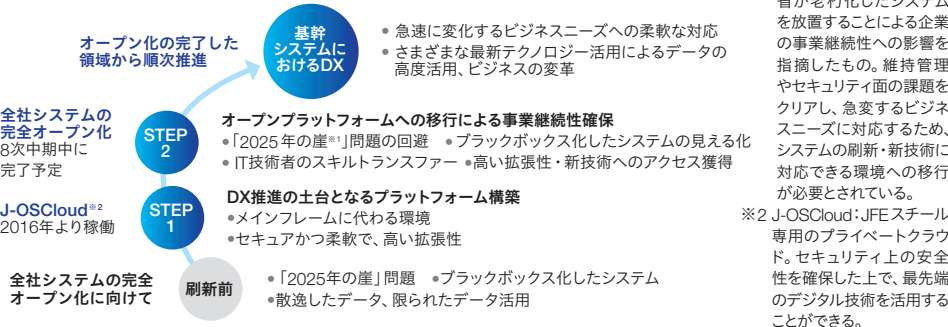 オープン化の完了した
領域から順次推進
基幹
システムに
おけるDX
● 急速に変化するビジネスニーズへの柔軟な対応
● さまざまな最新テクノロジー活用によるデータの
高度活用、ビジネスの変革
全社システムの
完全オープン化
8次中期中に
完了予定
STEP
2
オープンプラットフォームへの移行による事業継続性確保
●「2025年の崖※1」問題の回避 ●ブラックボックス化したシステムの見える化
● IT技術者のスキルトランスファー ●高い拡張性・新技術へのアクセス獲得
J-OSCloud※2
2016年より稼働
STEP
1
DX推進の土台となるプラットフォーム構築
●メインフレームに代わる環境
●セキュアかつ柔軟で、高い拡張性
全社システムの完全
オープン化に向けて
刷新前
●「2025年の崖」問題 ●ブラックボックス化したシステム
●散逸したデータ、限られたデータ活用
省が老朽化したシステム
を放置することによる企業
の事業継続性への影響を
指摘したもの。維持管理
やセキュリティ面の課題を
クリアし、急変するビジネ
スニーズに対応するため、
システムの刷新・新技術に
対応できる環境への移行
が必要とされている。
※2 J-OSCloud：JFEスチール
専用のプライベートクラウ
ド。セキュリティ上の安全
性を確保した上で、最先端
のデジタル技術を活用する
ことができる。